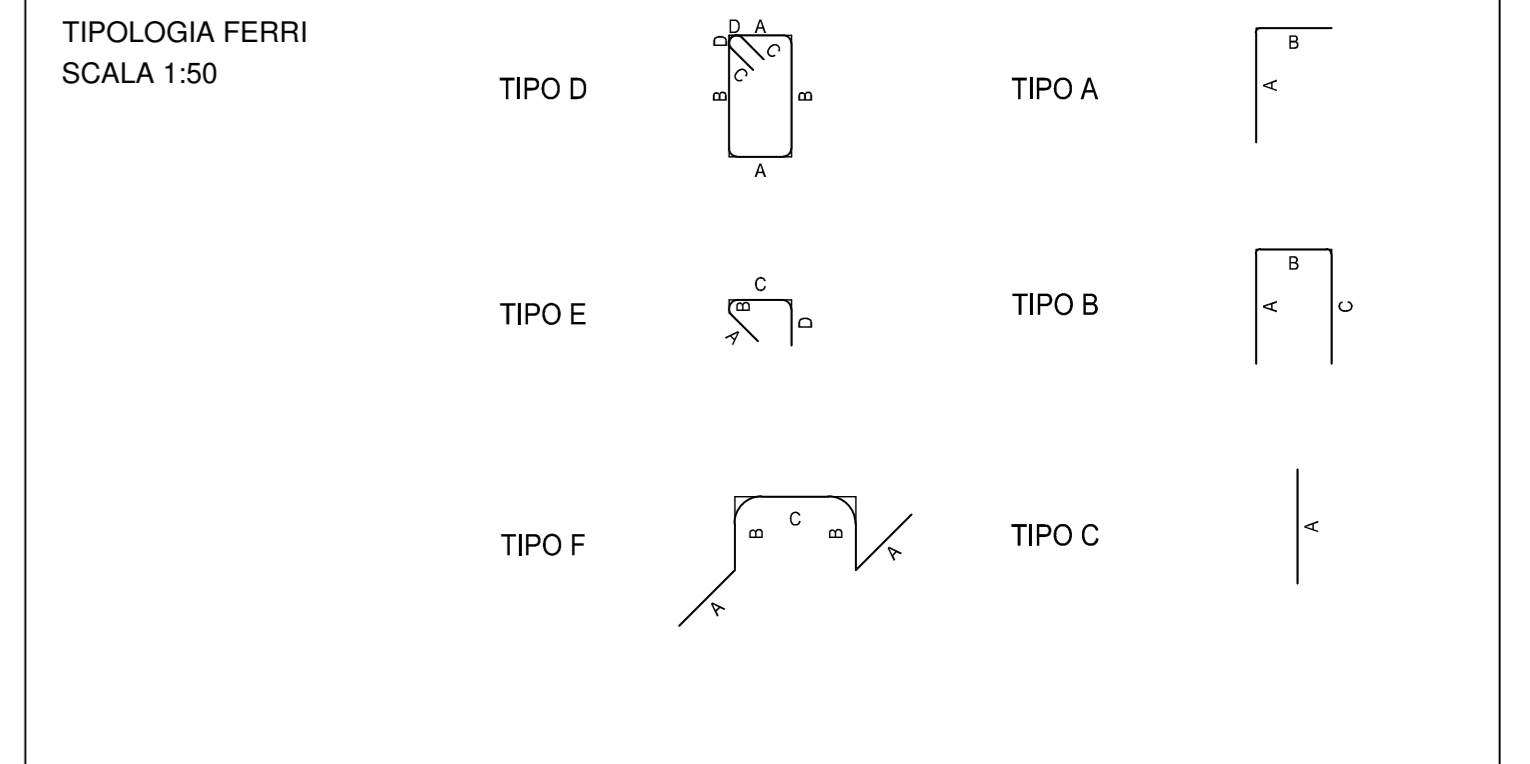 TIPOLOGIA FERRI
SCALA 1:50
TIPO D
D A
D
C
C
B
B
A
TIPO A
B
A
TIPO E
C
B
A
D
TIPO B
B
A
C
TIPO F
C
B
B
A
A
TIPO C
A